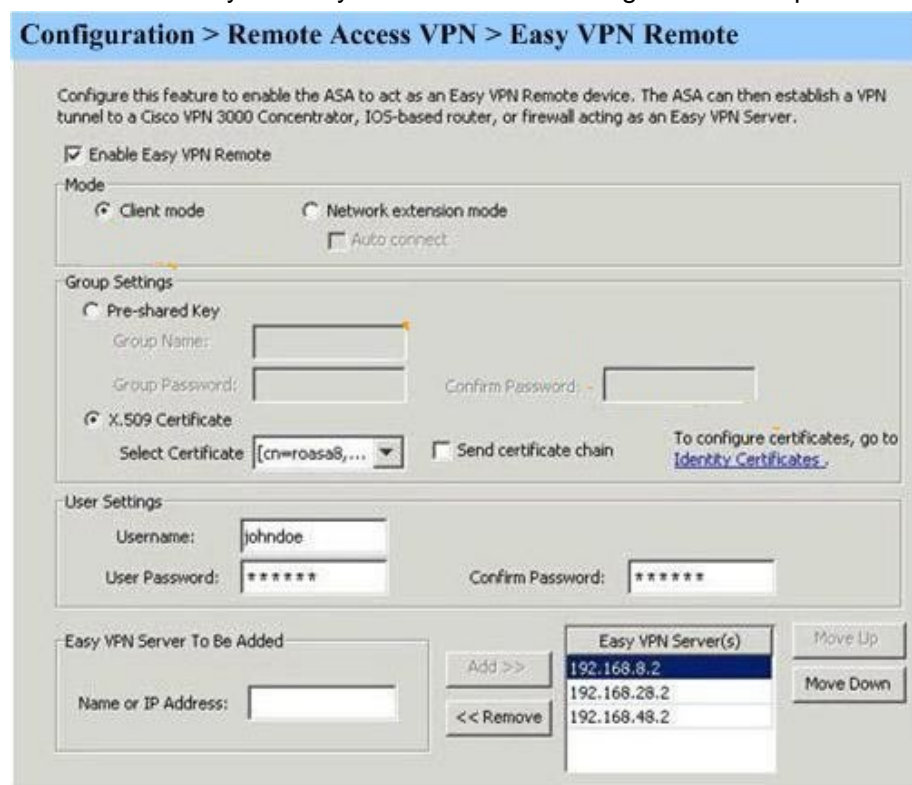 Configuration > Remote Access VPN > Easy VPN Remote
Configure this feature to enable the ASA to act as an Easy VPN Remote device. The ASA can then establish a VPN
tunnel to a Cisco VPN 3000 Concentrator, IOS-based router, or firewall acting as an Easy VPN Server.
Enable Easy VPN Remote
Mode
Client mode Network extension mode
Auto connect
Group Settings
Pre-shared Key
Group Name:
Group Password: Confirm Password:
X.509 Certificate
Select Certificate [cn=roasa8,... Send certificate chain To configure certificates, go to
Identity Certificates .
User Settings
Username: johndoe
User Password: ****** Confirm Password: ******
Easy VPN Server To Be Added
Name or IP Address:
Add >>
<< Remove
Easy VPN Server(s)
192.168.8.2
192.168.28.2
192.168.48.2
Move Up
Move Down